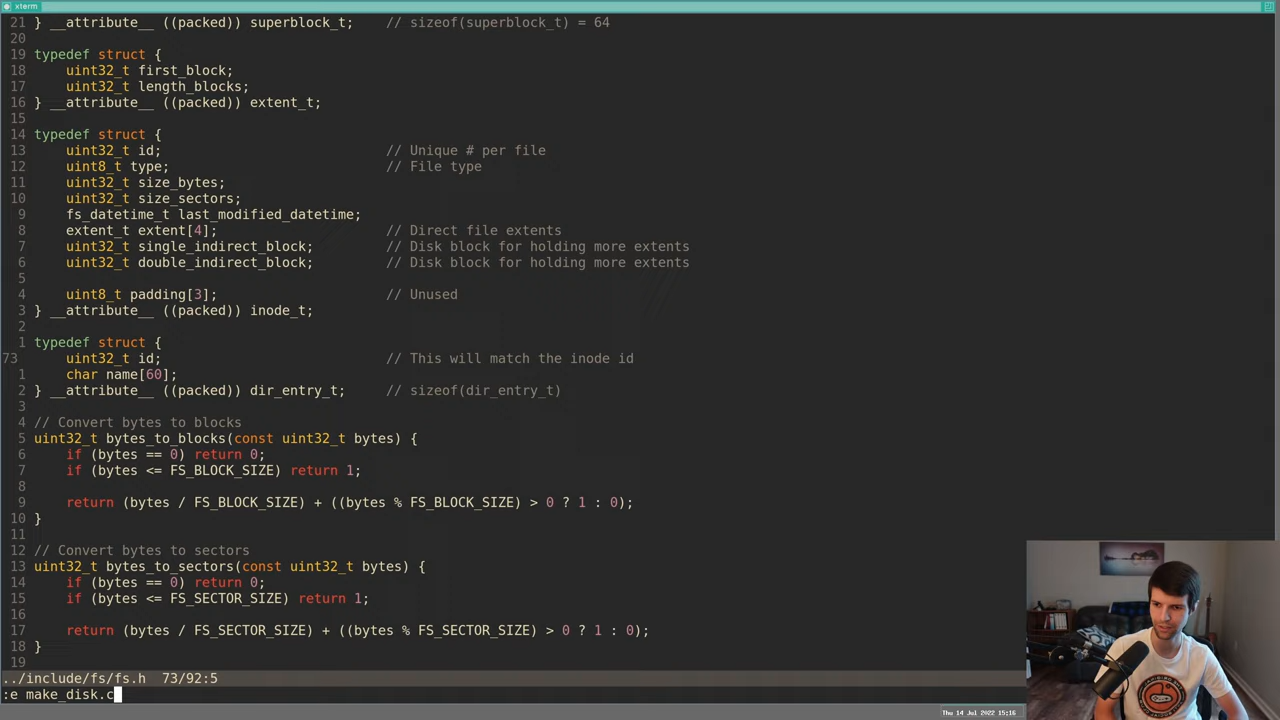 xterm
21 } __attribute__ ((packed)) superblock_t;    // sizeof(superblock_t) = 64
20
19 typedef struct {
18     uint32_t first_block;
17     uint32_t length_blocks;
16 } __attribute__ ((packed)) extent_t;
15
14 typedef struct {
13     uint32_t id;                            // Unique # per file
12     uint8_t type;                           // File type
11     uint32_t size_bytes;
10     uint32_t size_sectors;
9     fs_datetime_t last_modified_datetime;
8     extent_t extent[4];                     // Direct file extents
7     uint32_t single_indirect_block;         // Disk block for holding more extents
6     uint32_t double_indirect_block;         // Disk block for holding more extents
5
4     uint8_t padding[3];                     // Unused
3 } __attribute__ ((packed)) inode_t;
2
1 typedef struct {
73     uint32_t id;                            // This will match the inode id
1     char name[60];
2 } __attribute__ ((packed)) dir_entry_t;     // sizeof(dir_entry_t)
3
4 // Convert bytes to blocks
5 uint32_t bytes_to_blocks(const uint32_t bytes) {
6     if (bytes == 0) return 0;
7     if (bytes <= FS_BLOCK_SIZE) return 1;
8
9     return (bytes / FS_BLOCK_SIZE) + ((bytes % FS_BLOCK_SIZE) > 0 ? 1 : 0);
10 }
11
12 // Convert bytes to sectors
13 uint32_t bytes_to_sectors(const uint32_t bytes) {
14     if (bytes == 0) return 0;
15     if (bytes <= FS_SECTOR_SIZE) return 1;
16
17     return (bytes / FS_SECTOR_SIZE) + ((bytes % FS_SECTOR_SIZE) > 0 ? 1 : 0);
18 }
19
../include/fs/fs.h  73/92:5
:e make_disk.c
Thu 14 Jul 2022 15:16